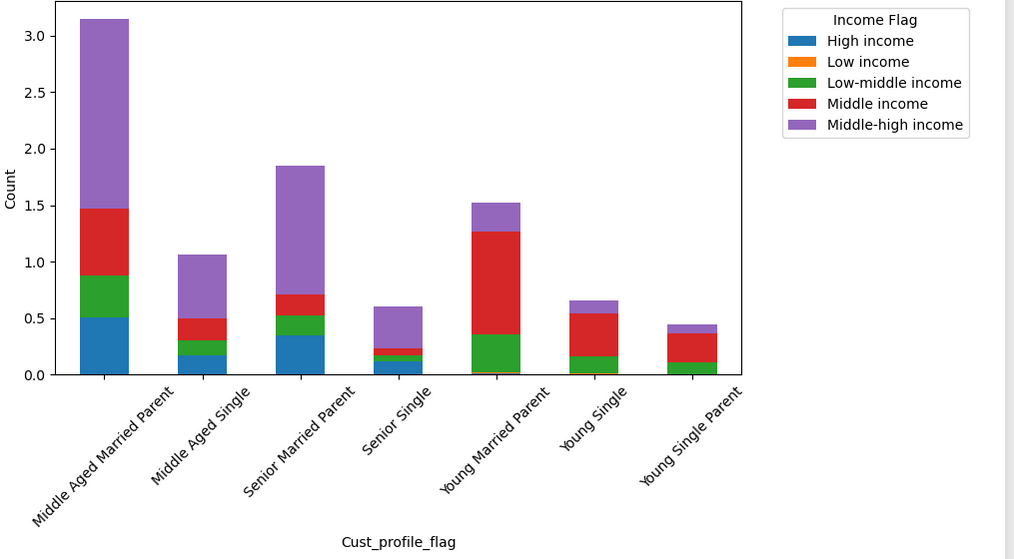 3.0
2.5
2.0
1.5
1.0
0.5
0.0
Count
Middle Aged Married Parent
Middle Aged Single
Senior Married Parent
Senior Single
Young Married Parent
Young Single
Young Single Parent
Cust_profile_flag
Income Flag
High income
Low income
Low-middle income
Middle income
Middle-high income